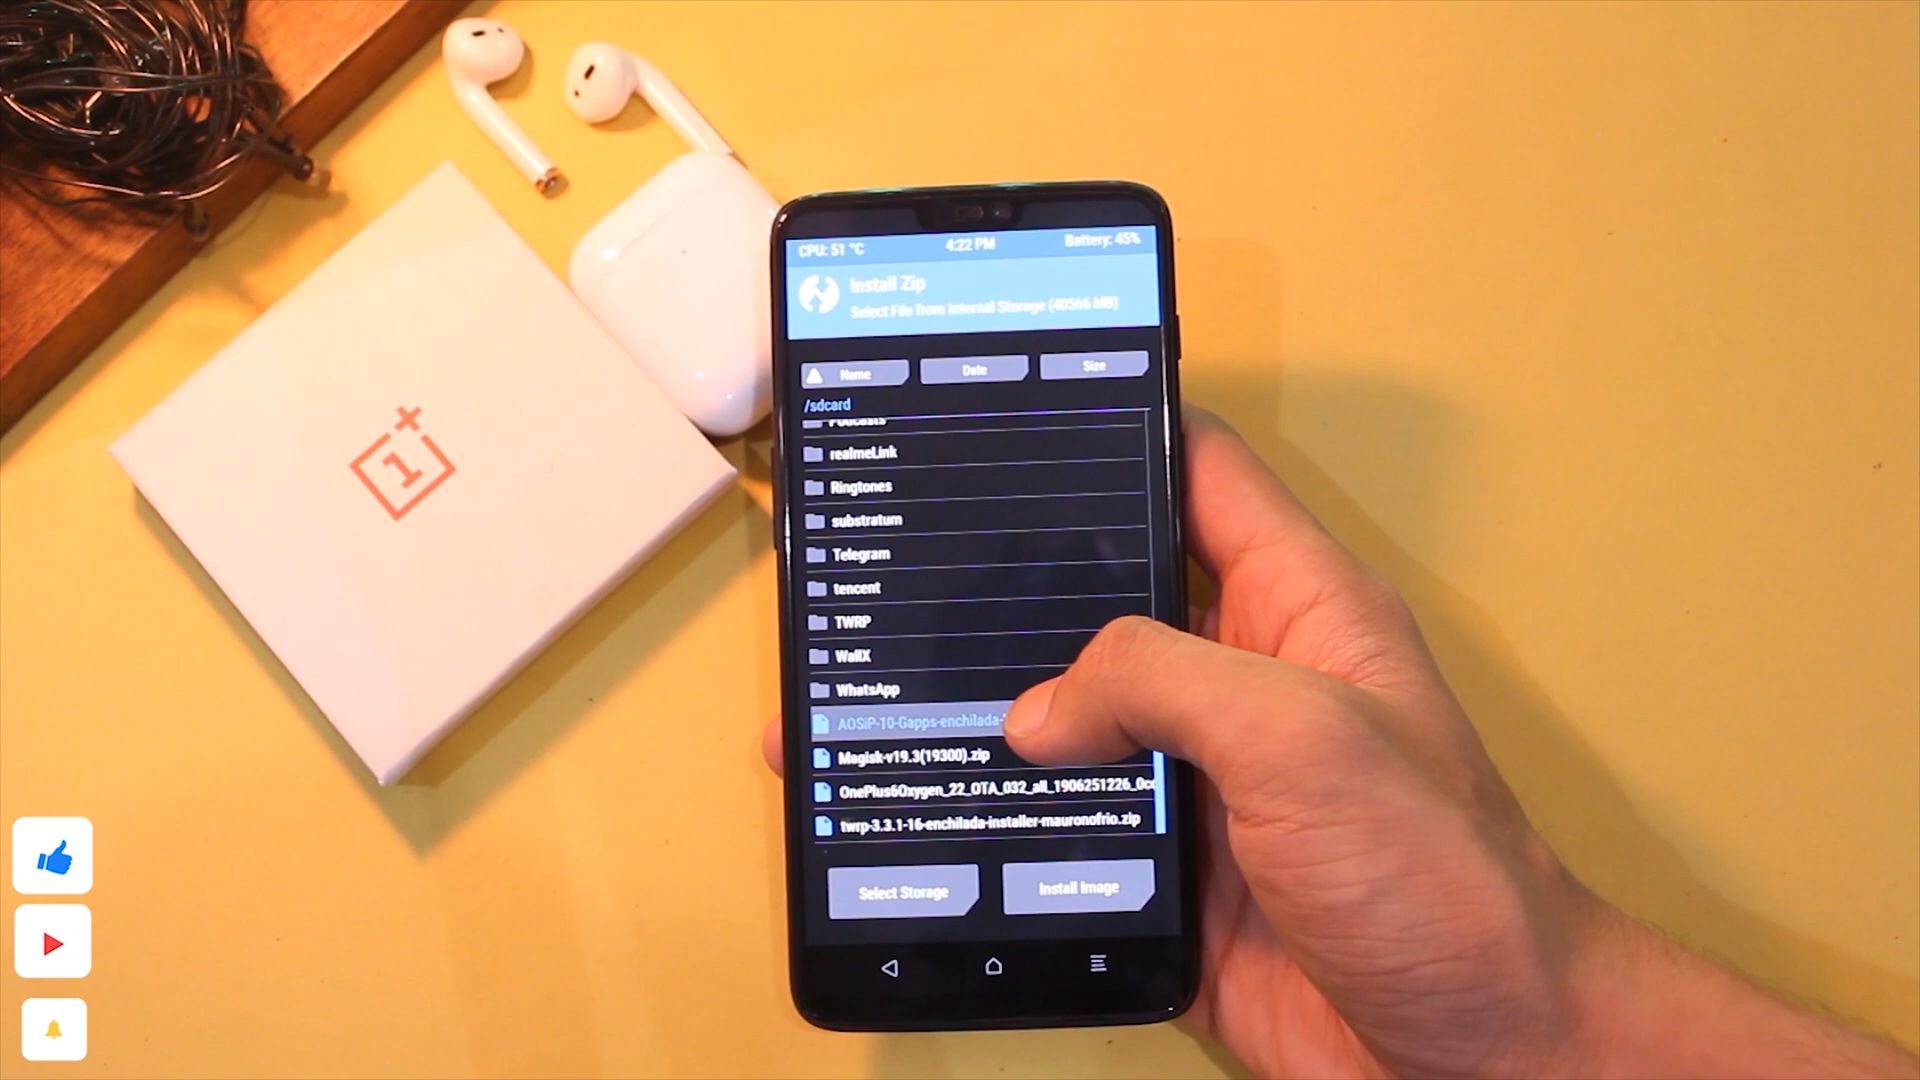 CPU: 51 °C 4:22 PM Battery: 45%
Install Zip
Select File from Internal Storage (40566 MB)
Name Date Size
/sdcard
Podcasts
realmeLink
Ringtones
substratum
Telegram
tencent
TWRP
WallX
WhatsApp
AOSiP-10-Gapps-enchilada-
Magisk-v19.3(19300).zip
OnePlus6Oxygen_22_OTA_032_all_1906251226_0cc
twrp-3.3.1-16-enchilada-installer-mauronofrio.zip
Select Storage Install Image
1+